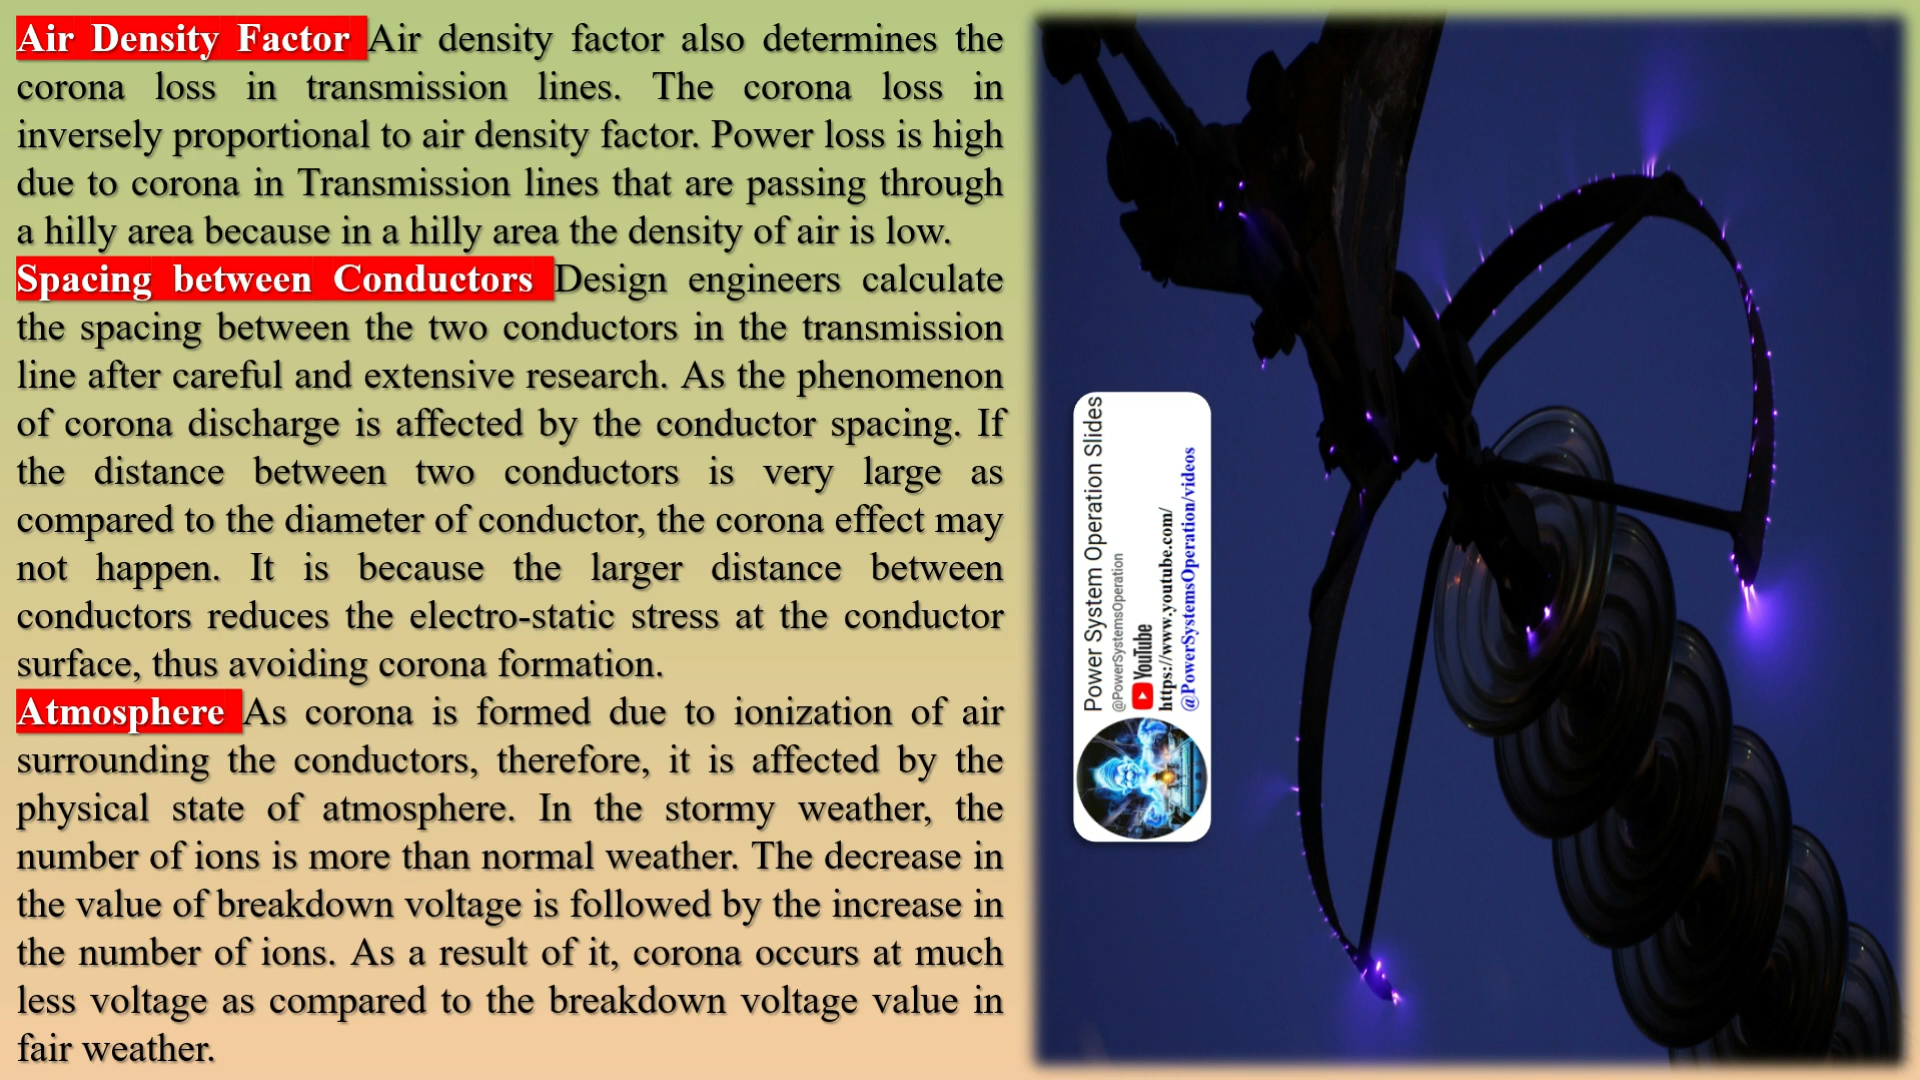 Air Density Factor Air density factor also determines the
corona loss in transmission lines. The corona loss in
inversely proportional to air density factor. Power loss is high
due to corona in Transmission lines that are passing through
a hilly area because in a hilly area the density of air is low.
Spacing between Conductors Design engineers calculate
the spacing between the two conductors in the transmission
line after careful and extensive research. As the phenomenon
of corona discharge is affected by the conductor spacing. If
the distance between two conductors is very large as
compared to the diameter of conductor, the corona effect may
not happen. It is because the larger distance between
conductors reduces the electro-static stress at the conductor
surface, thus avoiding corona formation.
Atmosphere As corona is formed due to ionization of air
surrounding the conductors, therefore, it is affected by the
physical state of atmosphere. In the stormy weather, the
number of ions is more than normal weather. The decrease in
the value of breakdown voltage is followed by the increase in
the number of ions. As a result of it, corona occurs at much
less voltage as compared to the breakdown voltage value in
fair weather.
Power System Operation Slides
@PowerSystemsOperation
YouTube
https://www.youtube.com/
@PowerSystemsOperation/videos